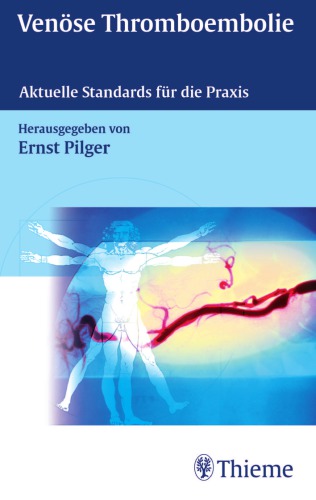 Venöse Thromboembolie
Aktuelle Standards für die Praxis
Herausgegeben von
Ernst Pilger
Thieme